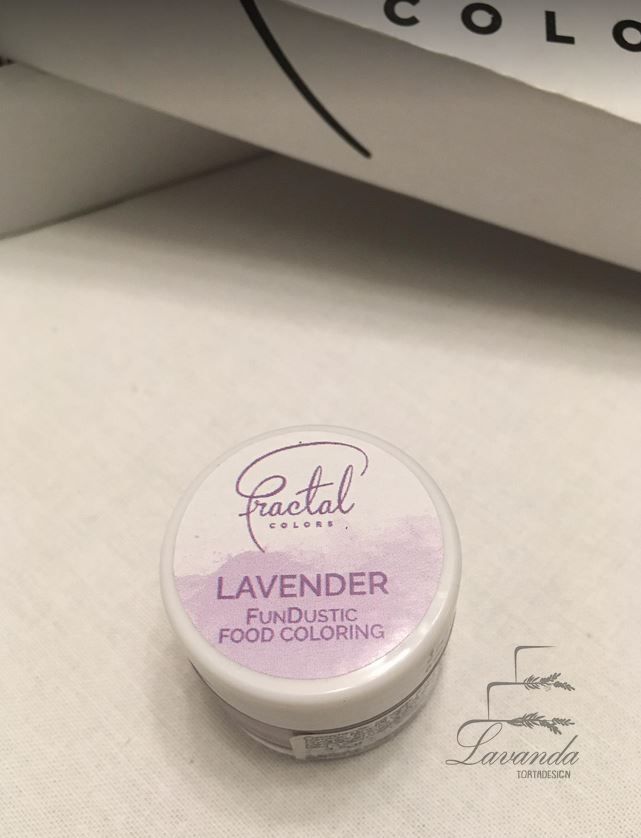 COLO
fractal
COLORS
LAVENDER
FUNDUSTIC
FOOD COLORING
Lavanda
TORTADESIGN